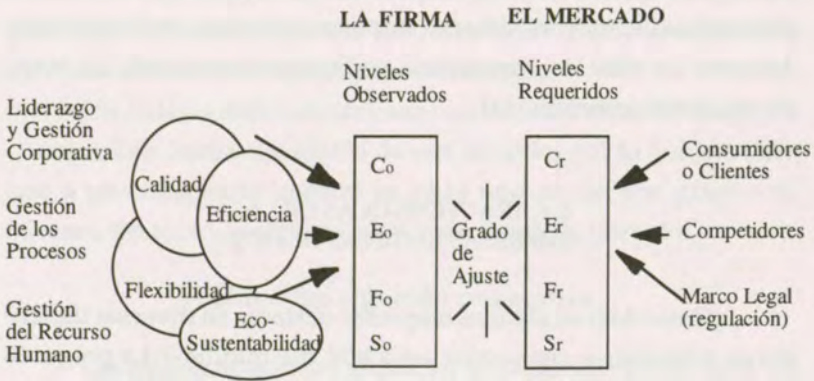 LA FIRMA
EL MERCADO
Niveles
Observados
Niveles
Requeridos
Liderazgo
y Gestión
Corporativa
Gestión
de los
Procesos
Gestión
del Recurso
Humano
Calidad
Eficiencia
Flexibilidad
Eco-
Sustentabilidad
Co
Eo
Fo
So
Grado
de
Ajuste
Cr
Er
Fr
Sr
Consumidores
o Clientes
Competidores
Marco Legal
(regulación)